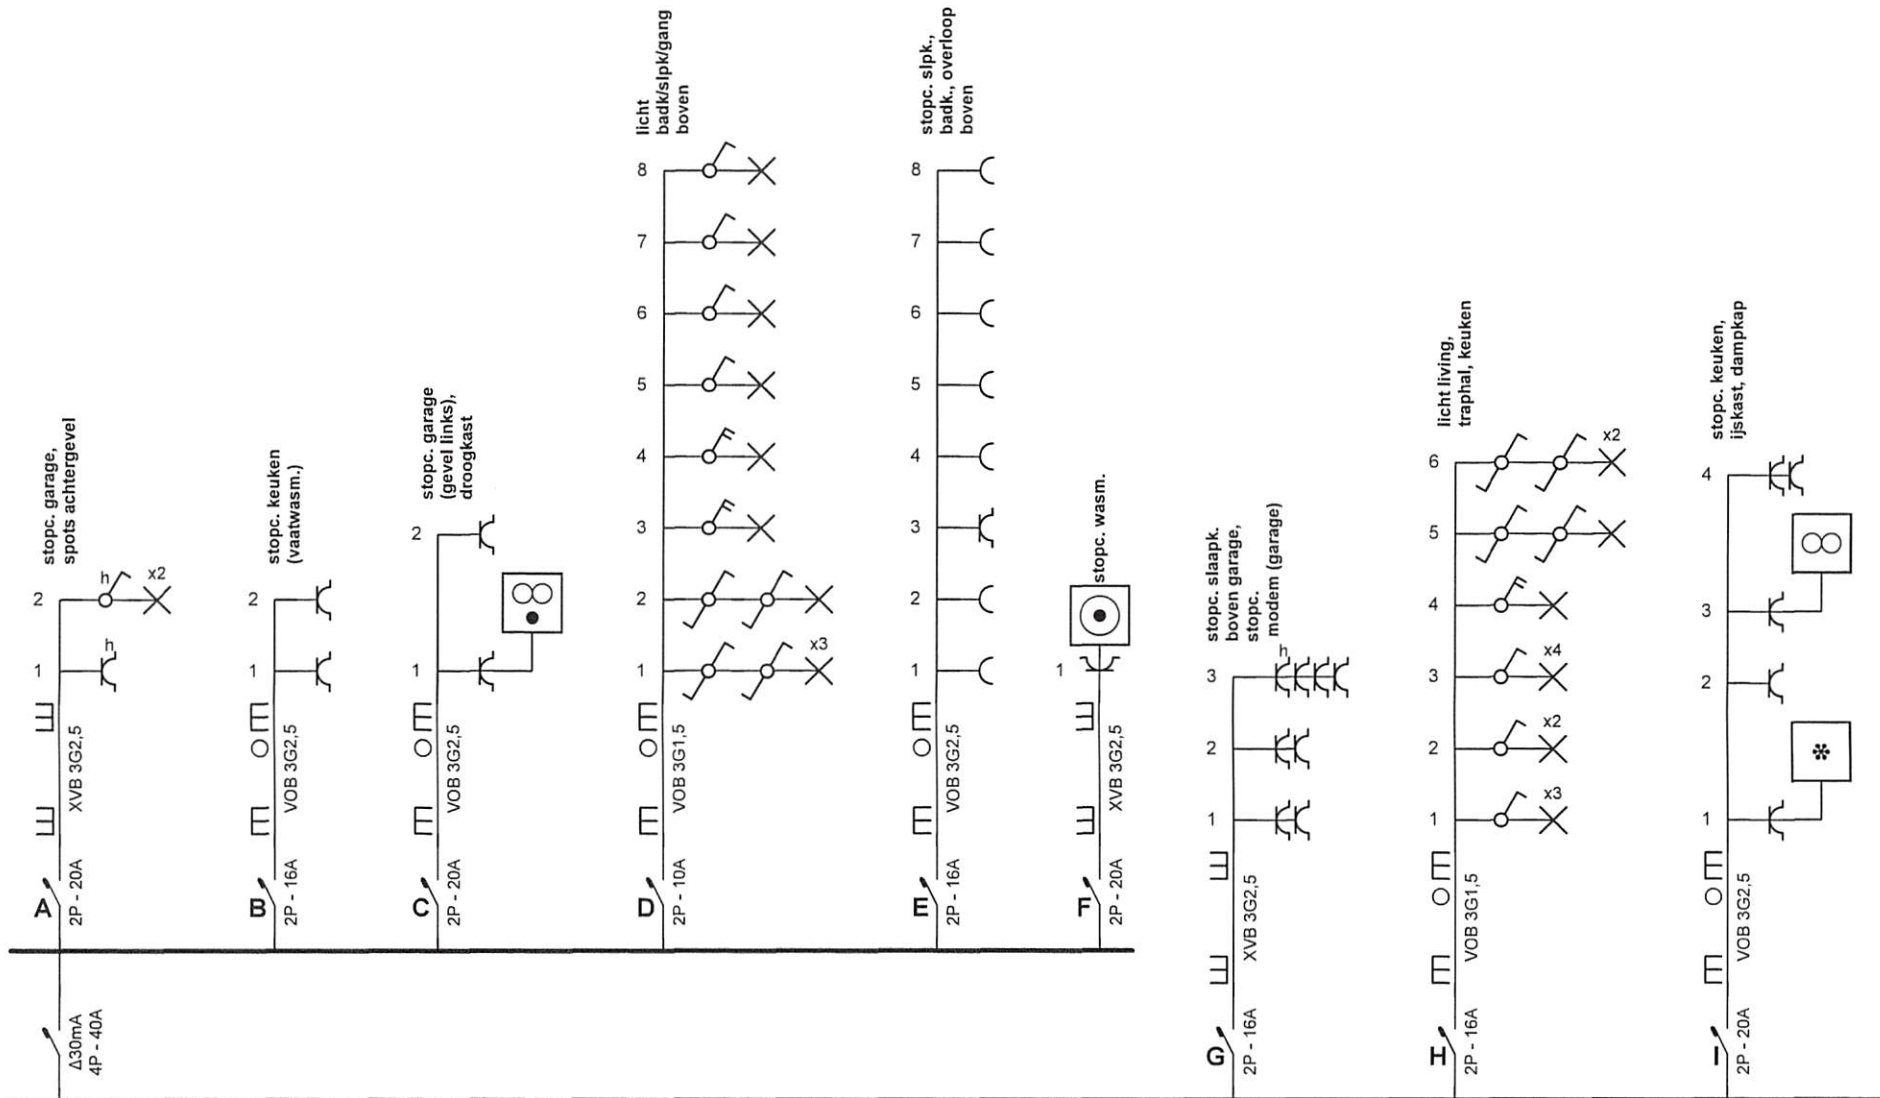 stopc. garage,
spots achtergevel
2
h
x2
1
h
XVB 3G2,5
A
2P - 20A
stopc. keuken
(vaatwasm.)
2
1
VOB 3G2,5
B
2P - 16A
stopc. garage
(gevel links),
droogkast
2
1
VOB 3G2,5
C
2P - 20A
licht
badk/slpk/gang
boven
8
7
6
5
4
3
2
1
x3
VOB 3G1,5
D
2P - 10A
stopc. slpk.,
badk., overloop
boven
8
7
6
5
4
3
2
1
VOB 3G2,5
E
2P - 16A
stopc. wasm.
1
XVB 3G2,5
F
2P - 20A
Δ30mA
4P - 40A
stopc. slaapk.
boven garage,
stopc.
modem (garage)
3
h
2
1
XVB 3G2,5
G
2P - 16A
licht living,
traphal, keuken
6
x2
5
4
3
x4
2
x2
1
x3
VOB 3G1,5
H
2P - 16A
stopc. keuken,
ijskast, dampkap
4
3
2
1
VOB 3G2,5
I
2P - 20A